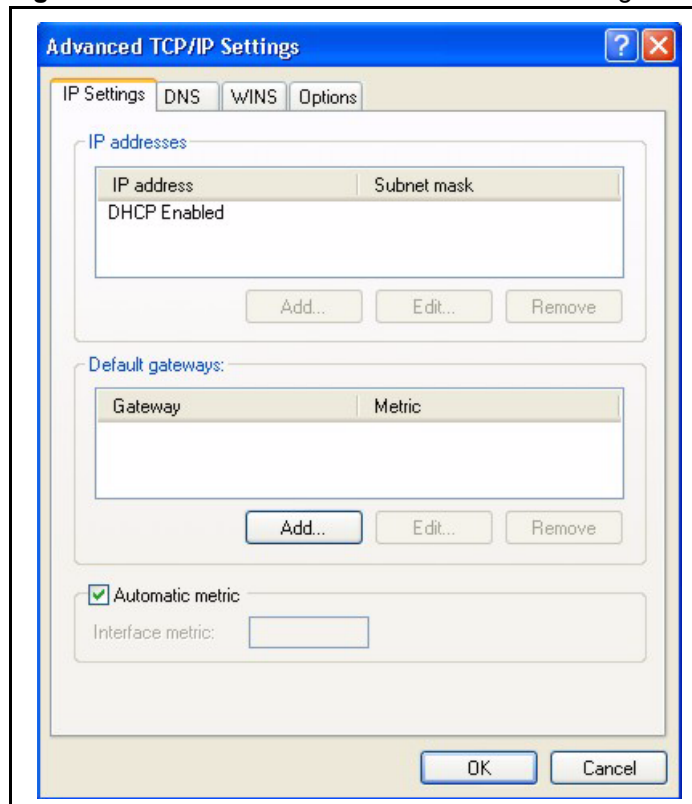 Advanced TCP/IP Settings
IP Settings DNS WINS Options
IP addresses
IP address Subnet mask
DHCP Enabled
Add... Edit... Remove
Default gateways:
Gateway Metric
Add... Edit... Remove
Automatic metric
Interface metric:
OK Cancel